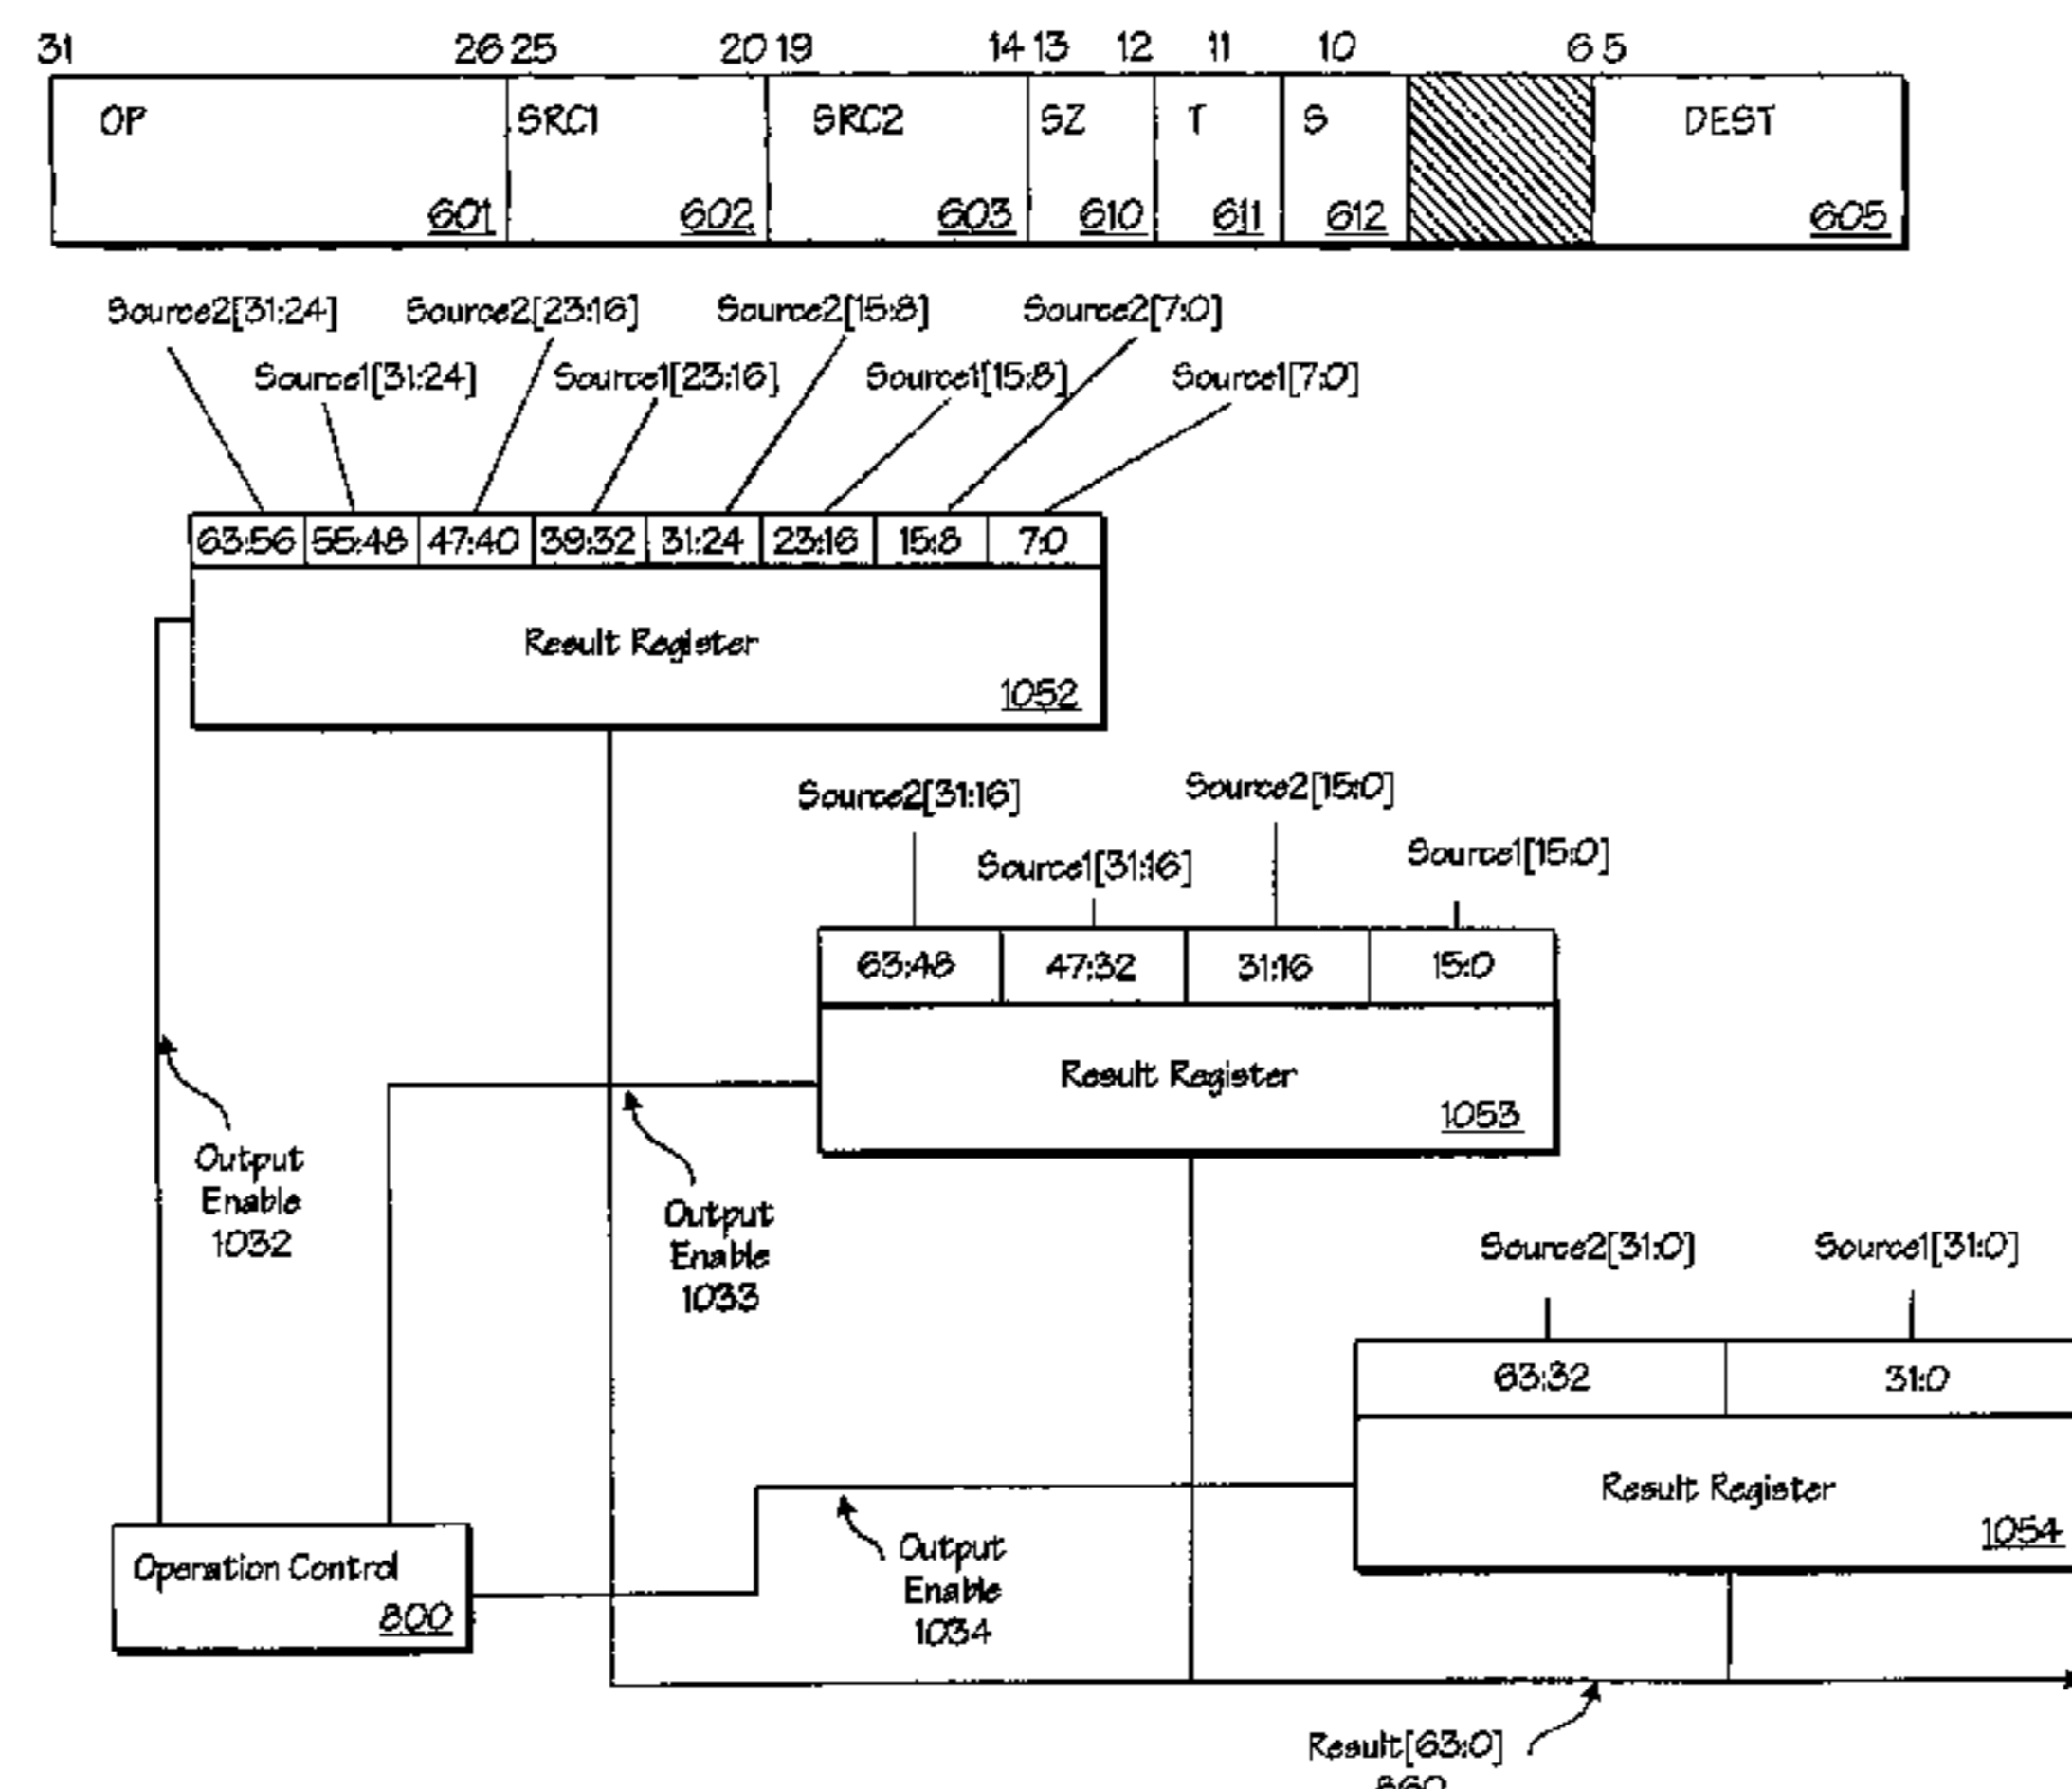 31 26 25 20 19 14 13 12 11 10 6 5
OP SRC1 SRC2 SZ T S DEST
601 602 603 610 611 612 605
Source2[31:24] Source2[23:16] Source2[15:8] Source2[7:0]
Source1[31:24] Source1[23:16] Source1[15:8] Source1[7:0]
63:56 55:48 47:40 39:32 31:24 23:16 15:8 7:0
Result Register
1052
Source2[31:16] Source2[15:0]
Source1[31:16] Source1[15:0]
63:48 47:32 31:16 15:0
Result Register
1053
Output
Enable
1032
Output
Enable
1033
Source2[31:0] Source1[31:0]
63:32 31:0
Result Register
1054
Operation Control
800
Output
Enable
1034
Result[63:0]
860